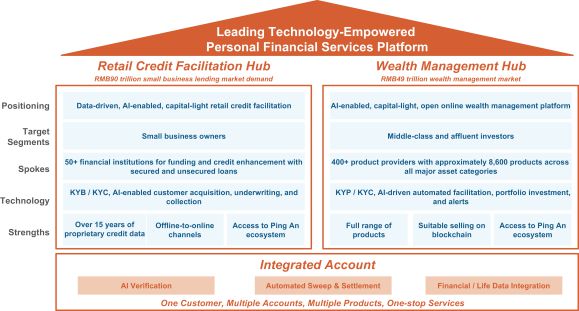 Leading Technology-Empowered
Personal Financial Services Platform
Retail Credit Facilitation Hub
RMB90 trillion small business lending market demand
Wealth Management Hub
RMB49 trillion wealth management market
Positioning
Data-driven, AI-enabled, capital-light retail credit facilitation
AI-enabled, capital-light, open online wealth management platform
Target
Segments
Small business owners
Middle-class and affluent investors
Spokes
50+ financial institutions for funding and credit enhancement with
secured and unsecured loans
400+ product providers with approximately 8,600 products across
all major asset categories
Technology
KYB / KYC, AI-enabled customer acquisition, underwriting, and
collection
KYP / KYC, AI-driven automated facilitation, portfolio investment,
and alerts
Strengths
Over 15 years of
proprietary credit data
Offline-to-online
channels
Access to Ping An
ecosystem
Full range of
products
Suitable selling on
blockchain
Access to Ping An
ecosystem
Integrated Account
AI Verification
Automated Sweep & Settlement
Financial / Life Data Integration
One Customer, Multiple Accounts, Multiple Products, One-stop Services